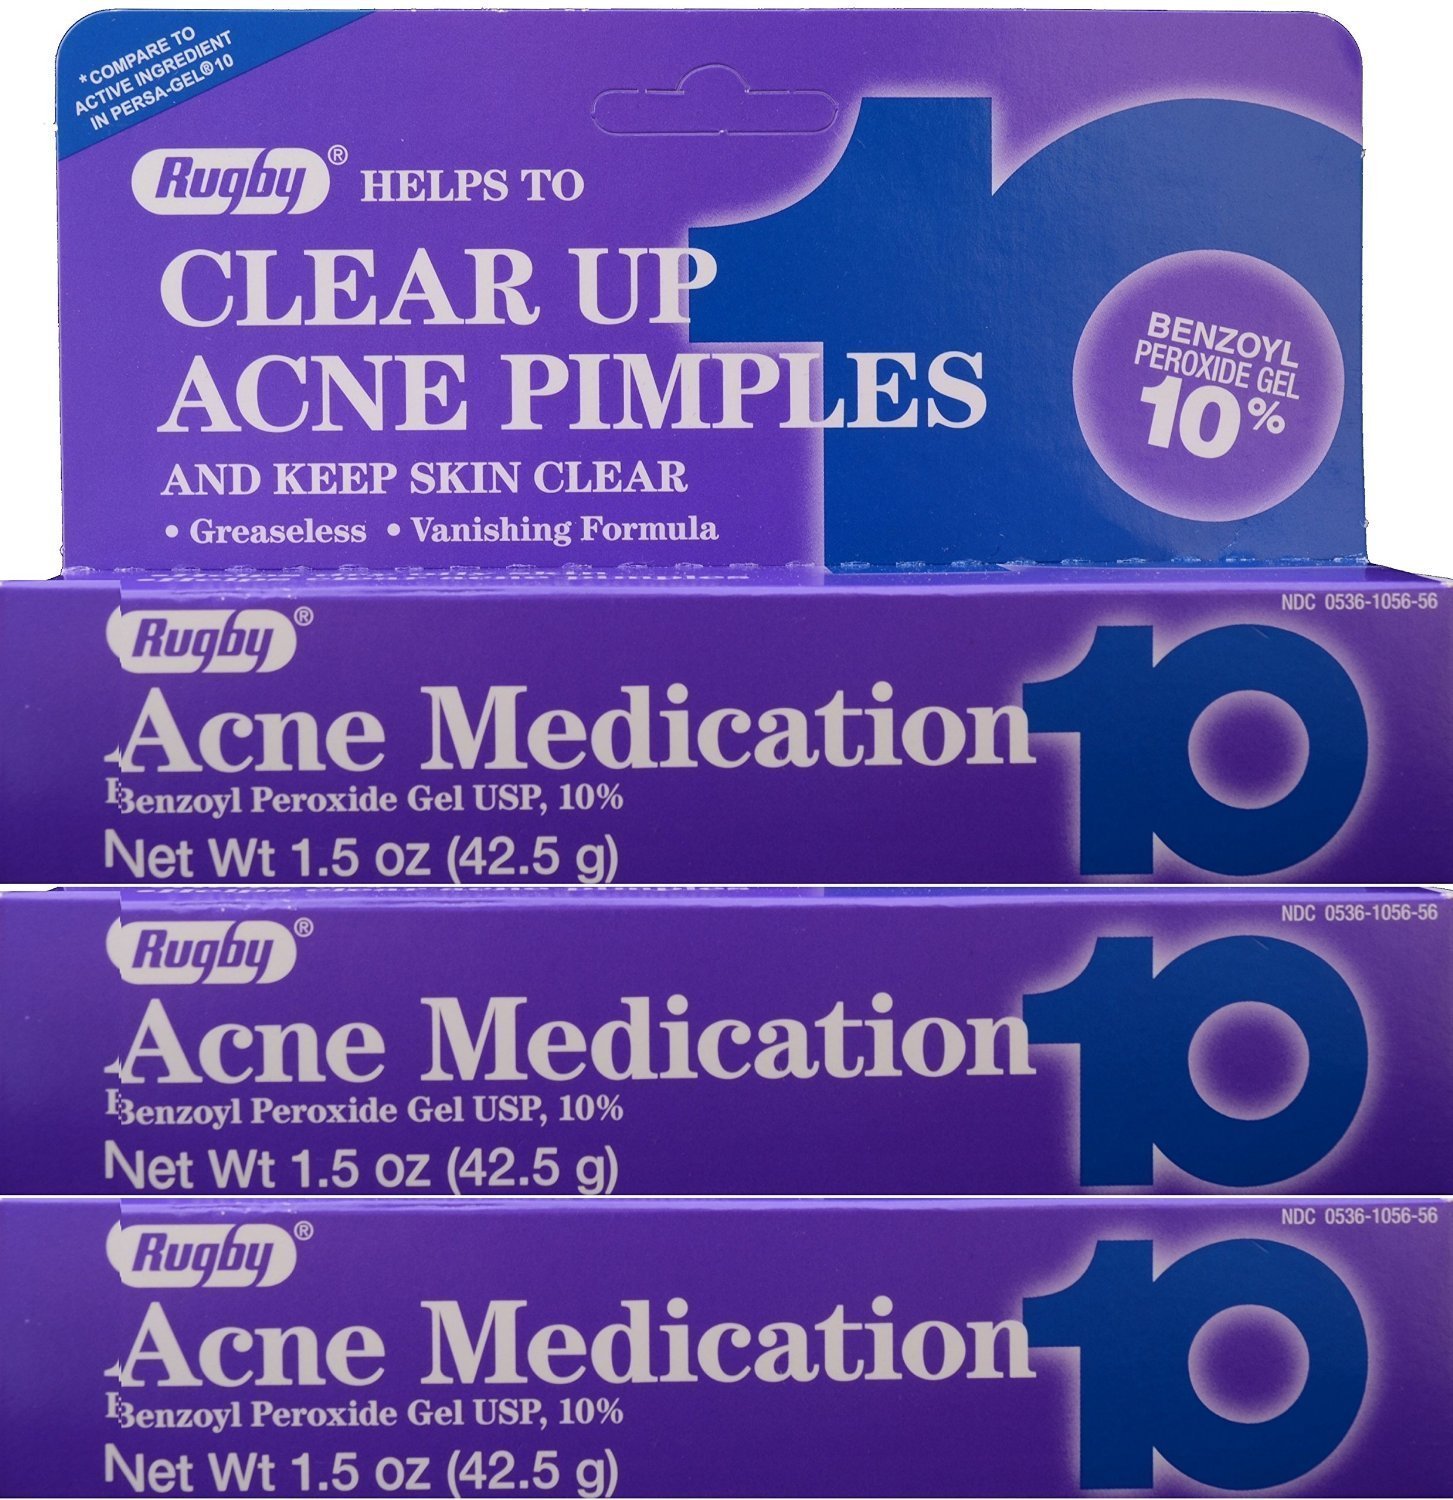 *COMPARE TO
ACTIVE INGREDIENT
IN PERSA-GEL®10
Rugby® HELPS TO
CLEAR UP
ACNE PIMPLES
AND KEEP SKIN CLEAR
• Greaseless • Vanishing Formula
10
BENZOYL
PEROXIDE GEL
10%
NDC 0536-1056-56
Rugby®
Acne Medication 10
Benzoyl Peroxide Gel USP, 10%
Net Wt 1.5 oz (42.5 g)
NDC 0536-1056-56
Rugby®
Acne Medication 10
Benzoyl Peroxide Gel USP, 10%
Net Wt 1.5 oz (42.5 g)
NDC 0536-1056-56
Rugby®
Acne Medication 10
Benzoyl Peroxide Gel USP, 10%
Net Wt 1.5 oz (42.5 g)